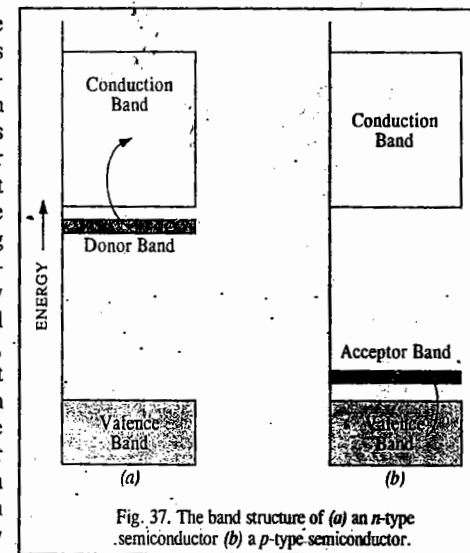 Conduction
Band
Conduction
Band
Donor Band
ENERGY
Acceptor Band
Valence
Band
Valence
Band
(a)
(b)
Fig. 37. The band structure of (a) an n-type
semiconductor (b) a p-type semiconductor.